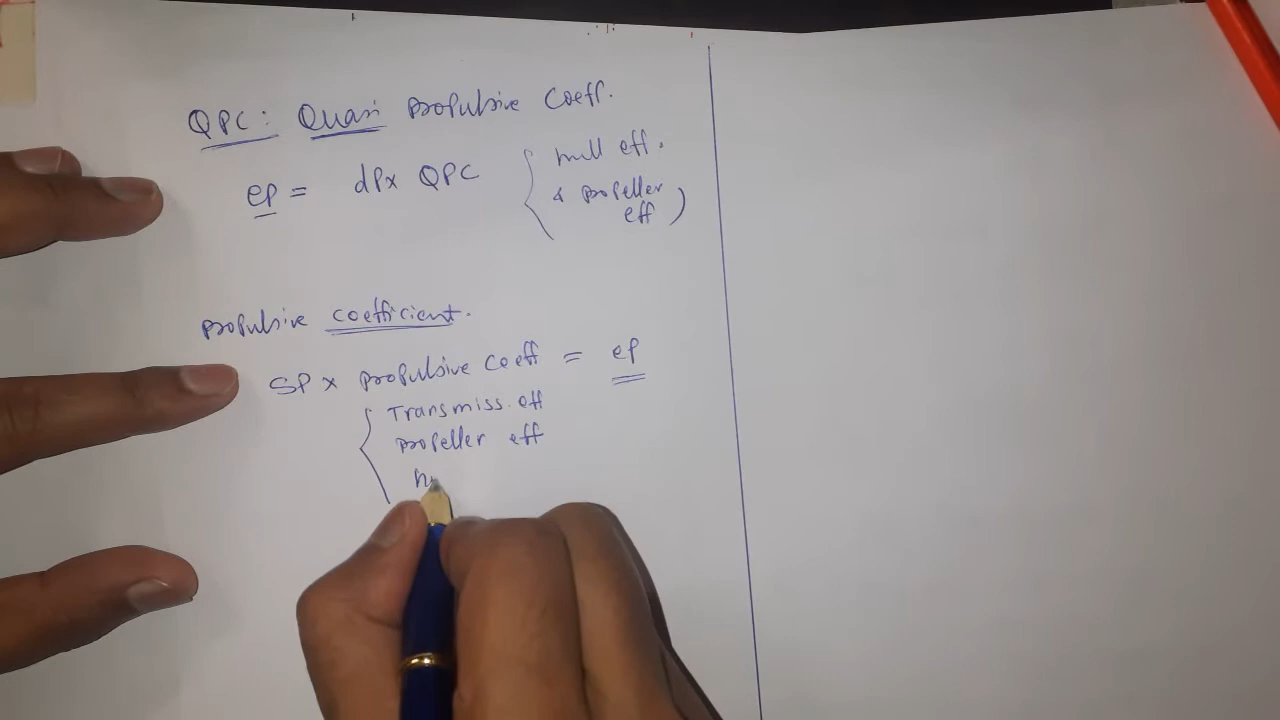 QPC: Quasi propulsive coeff.
ep = dp x QPC { hull eff.
& propeller
eff )
propulsive coefficient.
SP x propulsive coeff = ep
{ Transmiss. eff
propeller eff